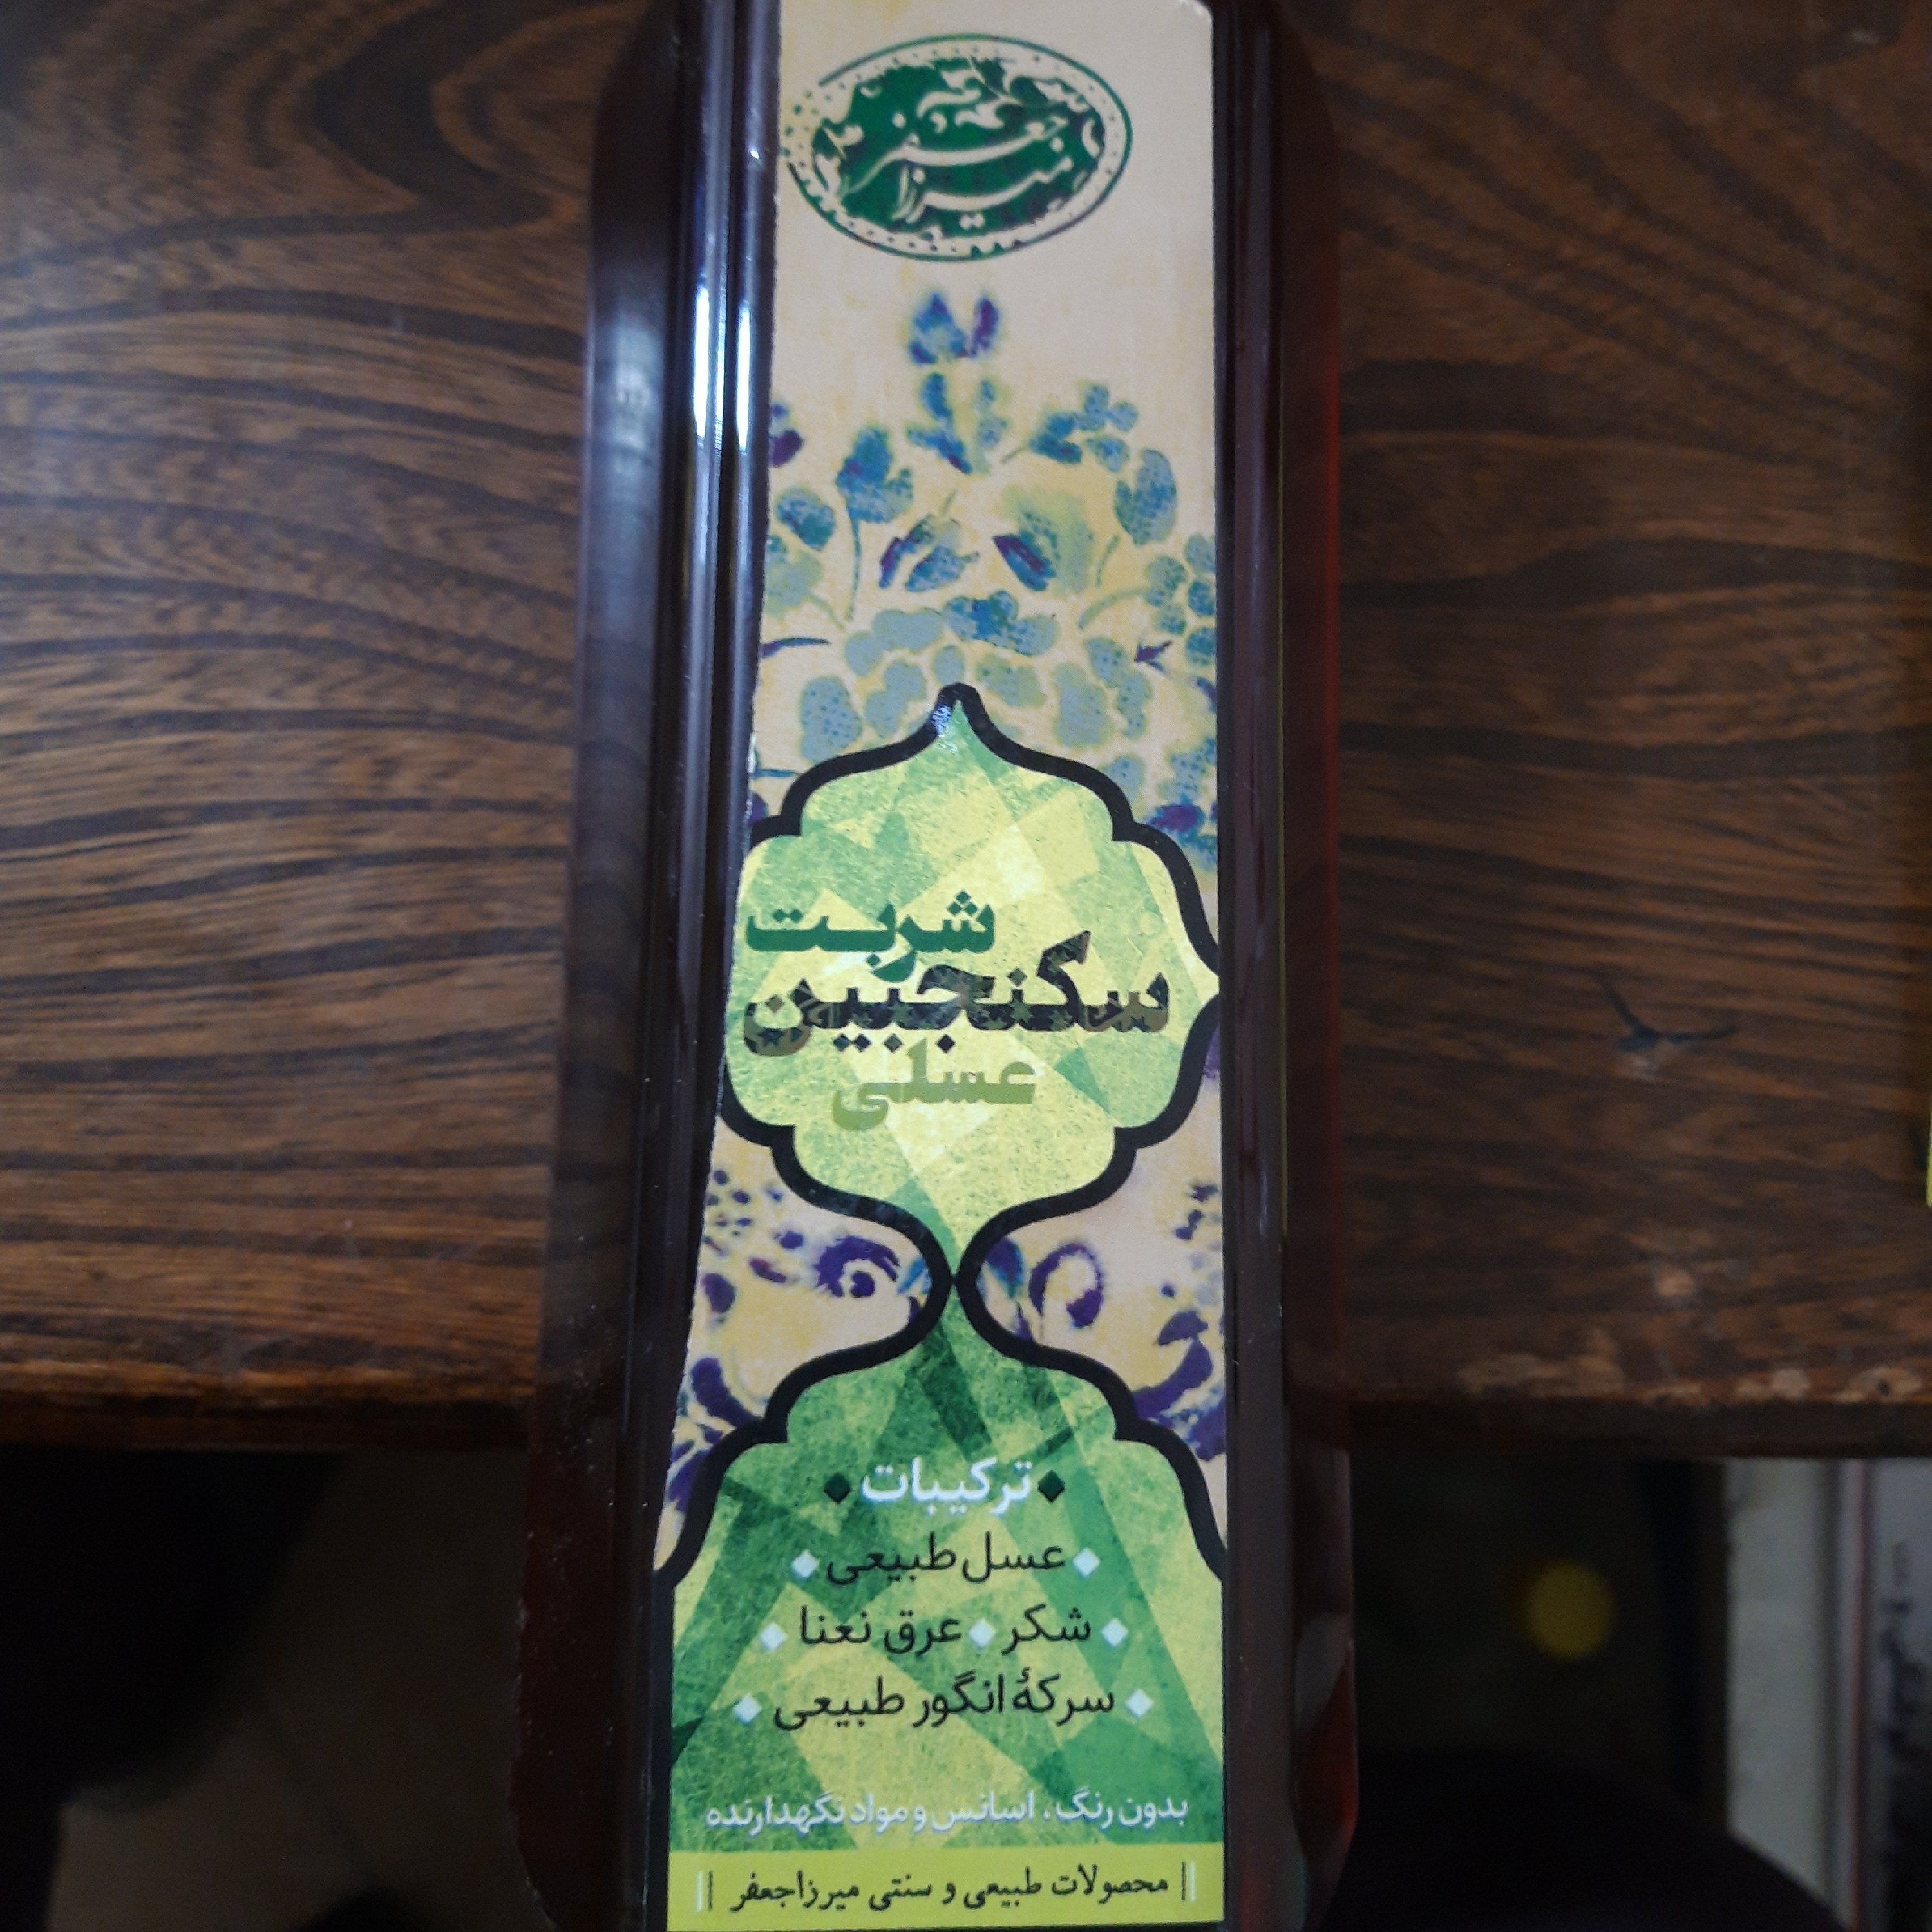 میرزا جعفر
شربت
سکنجبین
عسلی
ترکیبات
عسل طبیعی
شکر ◆ عرق نعنا
سرکهٔ انگور طبیعی
بدون رنگ، اسانس و مواد نگهدارنده
محصولات طبیعی و سنتی میرزاجعفر